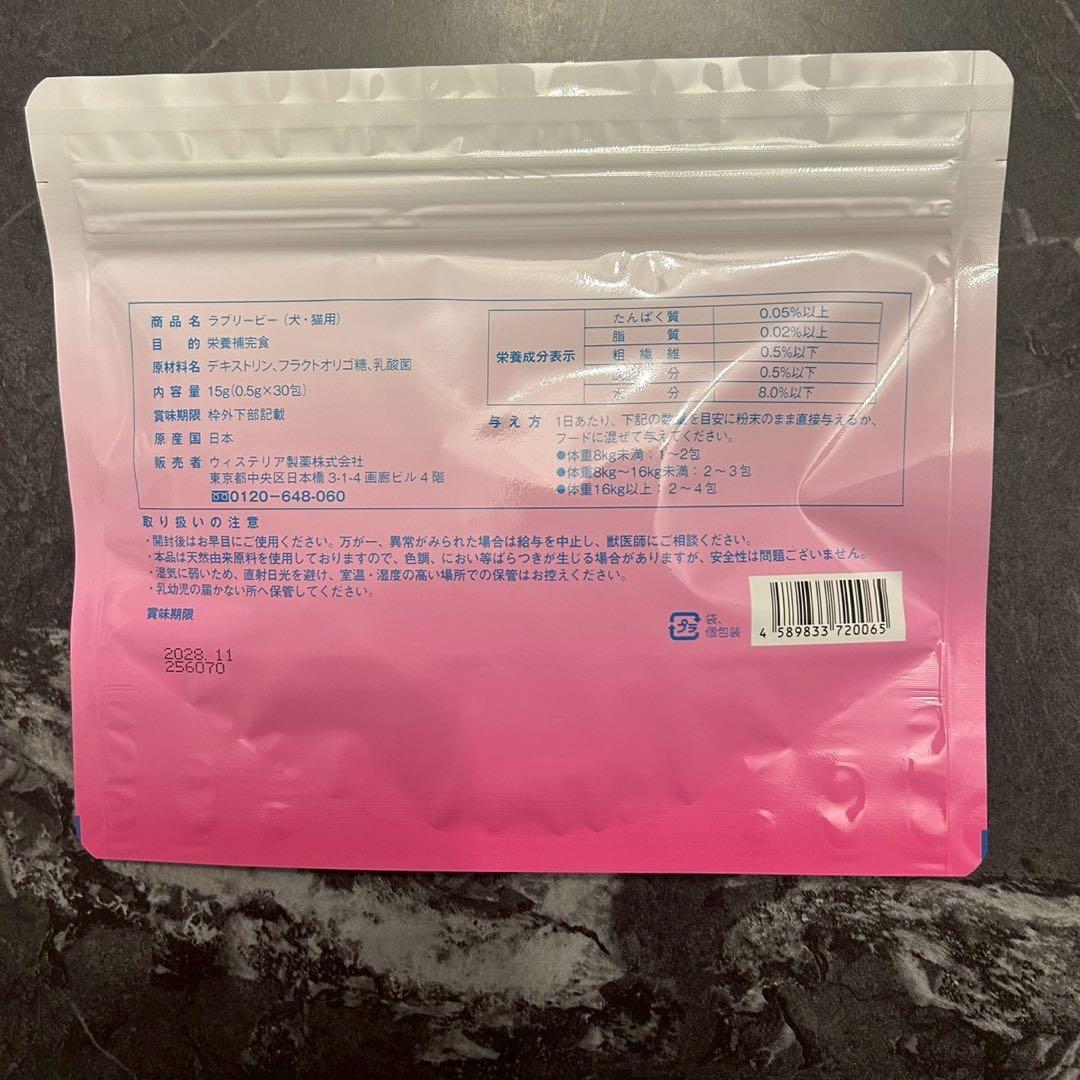 商品名 ラブリービー（犬・猫用）
目的 栄養補完食
原材料名 デキストリン、フラクトオリゴ糖、乳酸菌
内容量 15g（0.5g×30包）
賞味期限 枠外下部記載
原産国 日本
販売者 ウィステリア製薬株式会社
東京都中央区日本橋3-1-4画廊ビル4階
0120-648-060
栄養成分表示
たんぱく質 0.05%以上
脂質 0.02%以上
粗繊維 0.5%以下
灰分 0.5%以下
水分 8.0%以下
与え方 1日あたり、下記の数量を目安に粉末のまま直接与えるか、
フードに混ぜて与えてください。
●体重8kg未満：1～2包
●体重8kg～16kg未満：2～3包
●体重16kg以上：2～4包
取り扱いの注意
・開封後はお早目にご使用ください。万が一、異常がみられた場合は給与を中止し、獣医師にご相談ください。
・本品は天然由来原料を使用しておりますので、色調、におい等ばらつきが生じる場合がありますが、安全性は問題ございません。
・湿気に弱いため、直射日光を避け、室温・湿度の高い場所での保管はお控えください。
・乳幼児の届かない所へ保管してください。
賞味期限
2028.11
256070
プラ
袋、
個包装
4 589833 720065